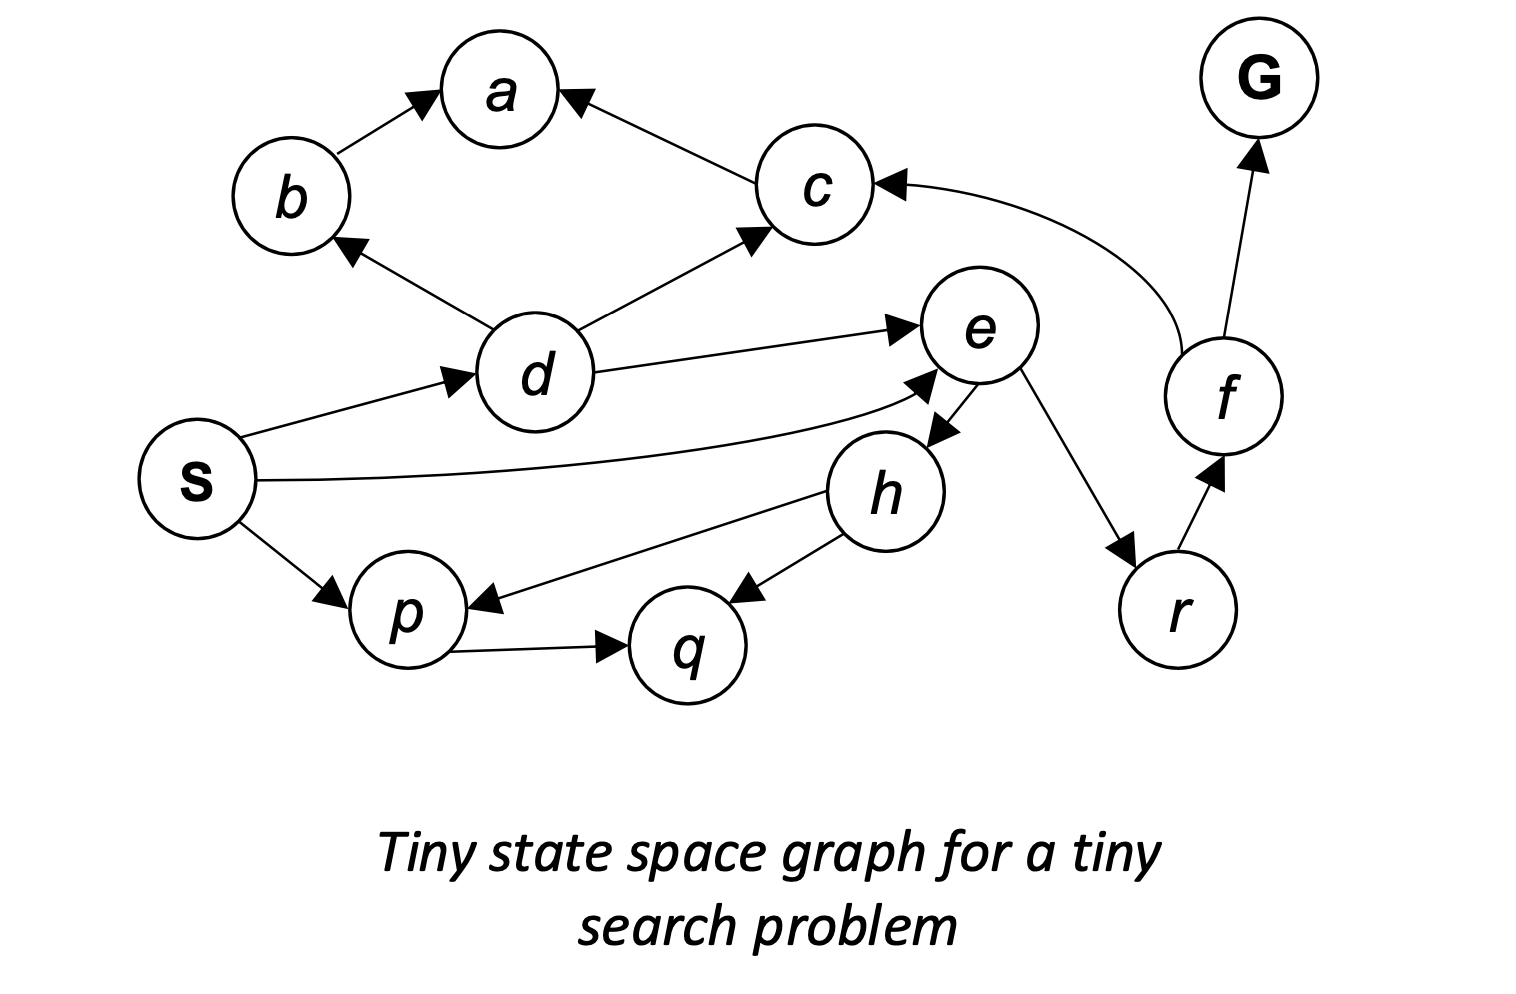 a
G
b
c
e
d
f
S
h
p
q
r
Tiny state space graph for a tiny
search problem